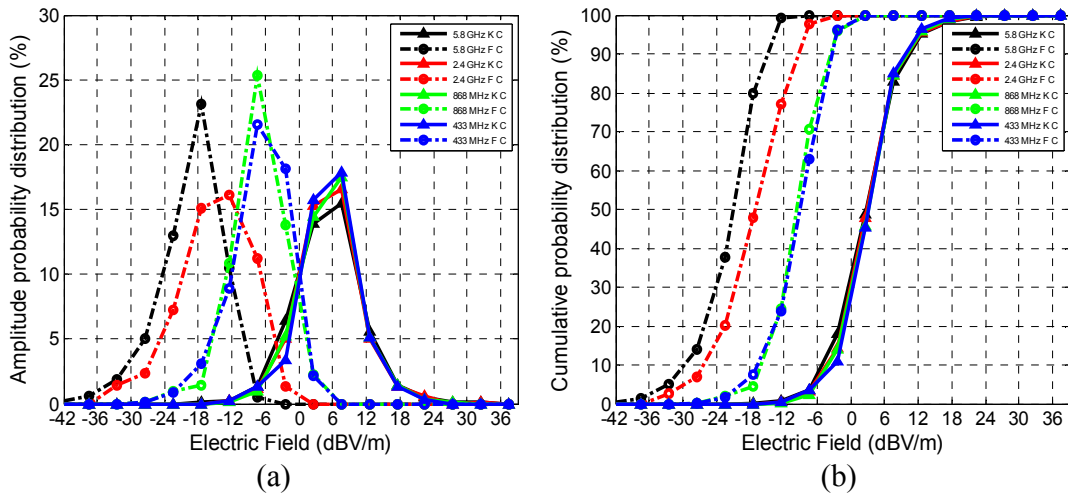 Amplitude probability distribution (%)
30
25
20
15
10
5
0
-42 -36 -30 -24 -18 -12 -6 0 6 12 18 24 30 36
Electric Field (dBV/m)
5.8 GHz K C
5.8 GHz F C
2.4 GHz K C
2.4 GHz F C
868 MHz K C
868 MHz F C
433 MHz K C
433 MHz F C
(a)
Cumulative probability distribution (%)
100
90
80
70
60
50
40
30
20
10
0
-42 -36 -30 -24 -18 -12 -6 0 6 12 18 24 30 36
Electric Field (dBV/m)
5.8 GHz K C
5.8 GHz F C
2.4 GHz K C
2.4 GHz F C
868 MHz K C
868 MHz F C
433 MHz K C
433 MHz F C
(b)